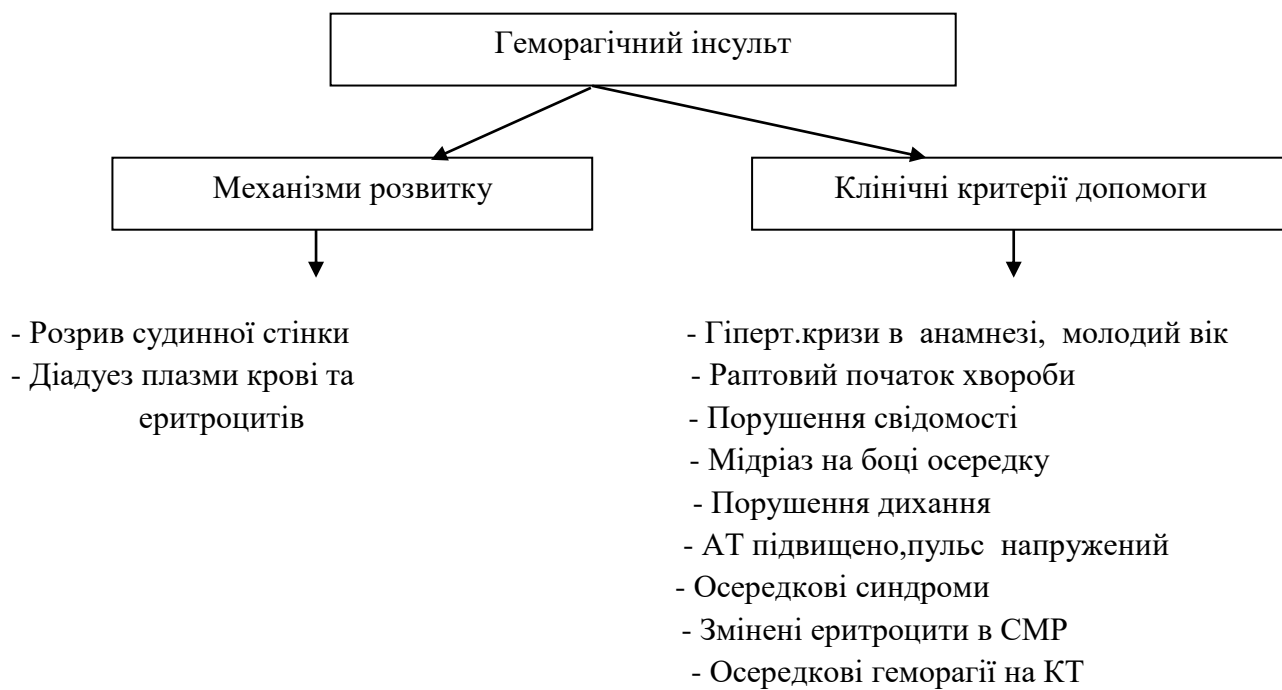 Геморагічний інсульт
Механізми розвитку
Клінічні критерії допомоги
- Розрив судинної стінки
- Діадуез плазми крові та
еритроцитів
- Гіперт.кризи в анамнезі, молодий вік
- Раптовий початок хвороби
- Порушення свідомості
- Мідріаз на боці осередку
- Порушення дихання
- АТ підвищено,пульс напружений
- Осередкові синдроми
- Змінені еритроцити в СМР
- Осередкові геморагії на КТ